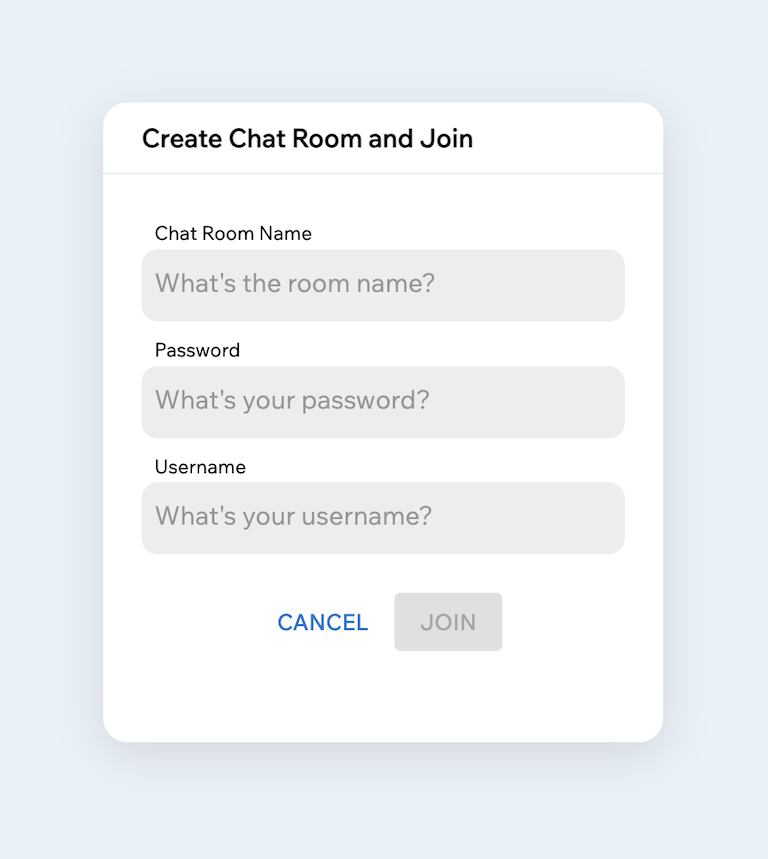 Create Chat Room and Join
Chat Room Name
What's the room name?
Password
What's your password?
Username
What's your username?
CANCEL JOIN